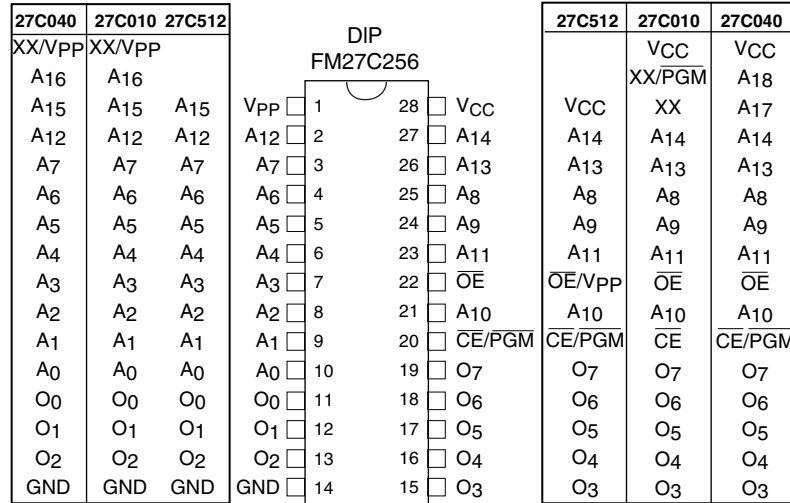 27C040 27C010 27C512 DIP 27C512 27C010 27C040
XX/VPP XX/VPP FM27C256 VCC VCC
A16 A16 XX/PGM A18
A15 A15 A15 VPP 1 28 VCC VCC XX A17
A12 A12 A12 A12 2 27 A14 A14 A14 A14
A7 A7 A7 A7 3 26 A13 A13 A13 A13
A6 A6 A6 A6 4 25 A8 A8 A8 A8
A5 A5 A5 A5 5 24 A9 A9 A9 A9
A4 A4 A4 A4 6 23 A11 A11 A11 A11
A3 A3 A3 A3 7 22 OE OE/VPP OE OE
A2 A2 A2 A2 8 21 A10 A10 A10 A10
A1 A1 A1 A1 9 20 CE/PGM CE/PGM CE CE/PGM
A0 A0 A0 A0 10 19 O7 O7 O7 O7
O0 O0 O0 O0 11 18 O6 O6 O6 O6
O1 O1 O1 O1 12 17 O5 O5 O5 O5
O2 O2 O2 O2 13 16 O4 O4 O4 O4
GND GND GND GND 14 15 O3 O3 O3 O3